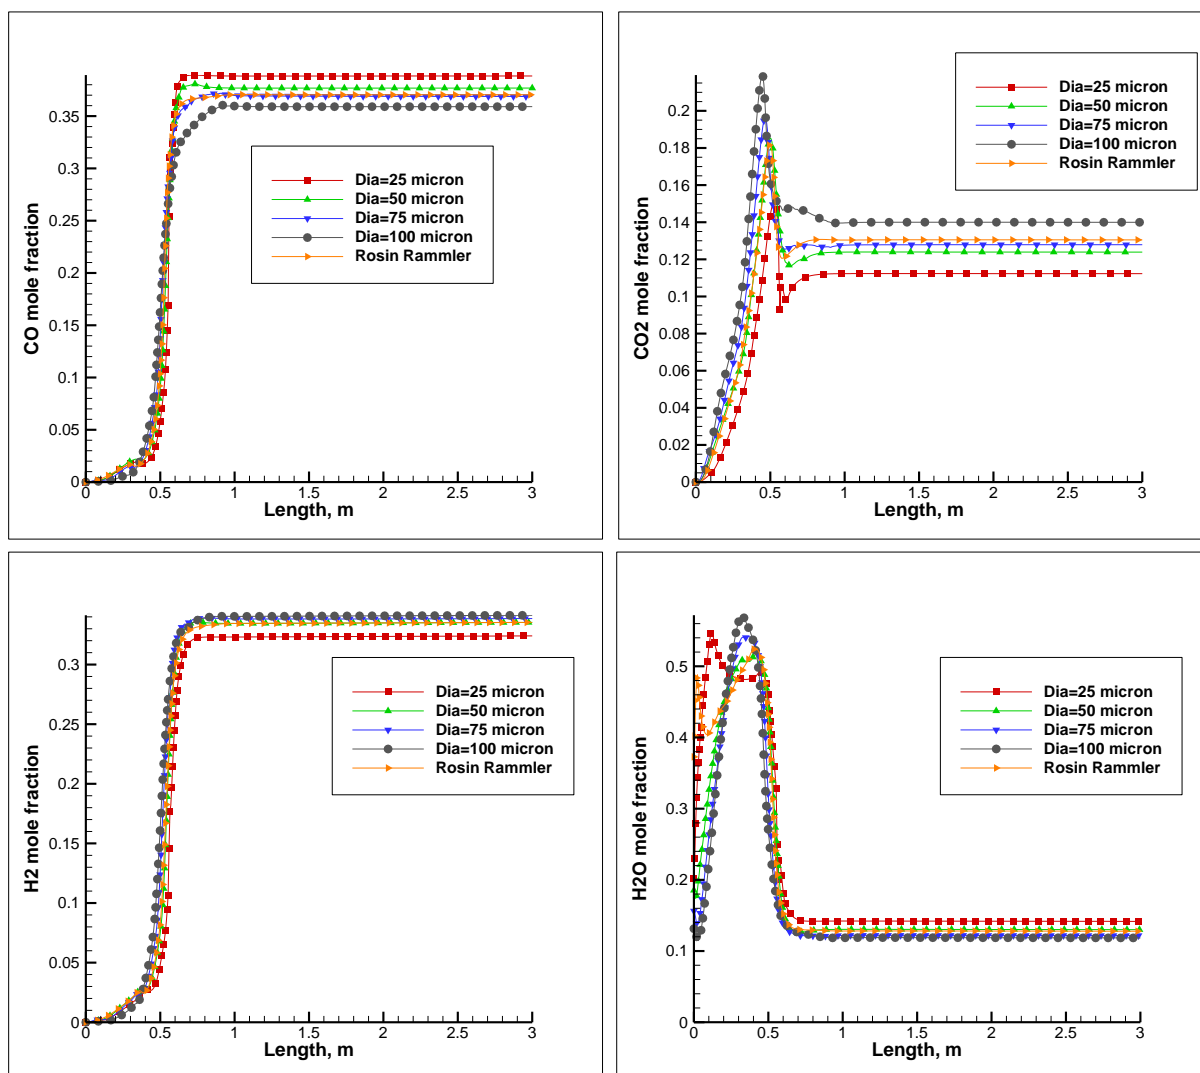 CO mole fraction
0.35
0.3
0.25
0.2
0.15
0.1
0.05
0
0 0.5 1 1.5 2 2.5 3
Length, m
Dia=25 micron
Dia=50 micron
Dia=75 micron
Dia=100 micron
Rosin Rammler
CO2 mole fraction
0.2
0.18
0.16
0.14
0.12
0.1
0.08
0.06
0.04
0.02
0
0 0.5 1 1.5 2 2.5 3
Length, m
Dia=25 micron
Dia=50 micron
Dia=75 micron
Dia=100 micron
Rosin Rammler
H2 mole fraction
0.3
0.25
0.2
0.15
0.1
0.05
0
0 0.5 1 1.5 2 2.5 3
Length, m
Dia=25 micron
Dia=50 micron
Dia=75 micron
Dia=100 micron
Rosin Rammler
H2O mole fraction
0.5
0.4
0.3
0.2
0.1
0
0 0.5 1 1.5 2 2.5 3
Length, m
Dia=25 micron
Dia=50 micron
Dia=75 micron
Dia=100 micron
Rosin Rammler